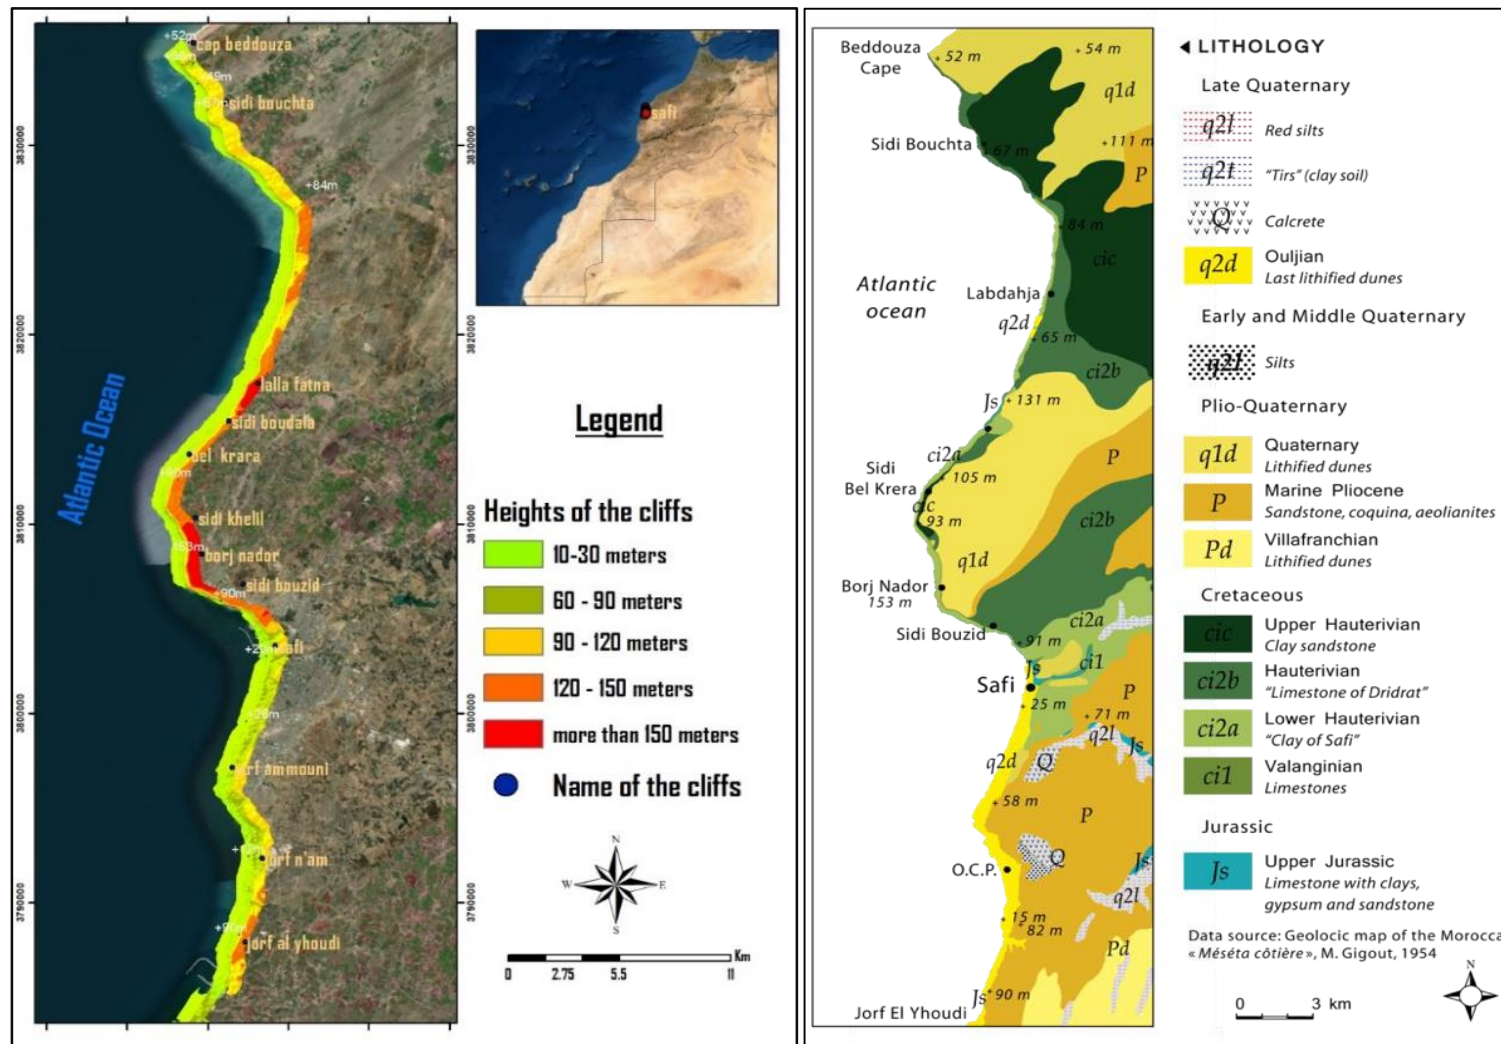 +52m
cap beddouza
sidi bouchta
+84m
3830000
3830000
3820000
3820000
lalla fatna
sidi boudala
bel krara
Atlantic Ocean
sidi khelil
3810000
3810000
borj nador
sidi bouzid
+90m
safi
3800000
3800000
jorf ammouni
jorf n'am
3790000
3790000
jorf al yhoudi
safi
Legend
Heights of the cliffs
10-30 meters
60 - 90 meters
90 - 120 meters
120 - 150 meters
more than 150 meters
Name of the cliffs
N
W
E
S
Km
0
2.75
5.5
11
Beddouza
Cape
+ 52 m
+ 54 m
q1d
Sidi Bouchta
+ 67 m
+ 111 m
P
+ 84 m
cic
Atlantic
ocean
Labdahja
q2d
+ 65 m
ci2b
Js
+ 131 m
ci2a
P
Sidi
Bel Krera
+ 105 m
cic
93 m
ci2b
q1d
Borj Nador
153 m
ci2a
Sidi Bouzid
+ 91 m
Js
ci1
Safi
P
+ 25 m
+ 71 m
q2l
Js
q2d
Q
+ 58 m
P
Q
Js
O.C.P.
q2l
+ 15 m
+ 82 m
Pd
Js
+ 90 m
Jorf El Yhoudi
◀ LITHOLOGY
Late Quaternary
q2l
Red silts
q2t
"Tirs" (clay soil)
Q
Calcrete
q2d
Ouljian
Last lithified dunes
Early and Middle Quaternary
q2l
Silts
Plio-Quaternary
q1d
Quaternary
Lithified dunes
P
Marine Pliocene
Sandstone, coquina, aeolianites
Pd
Villafranchian
Lithified dunes
Cretaceous
cic
Upper Hauterivian
Clay sandstone
ci2b
Hauterivian
"Limestone of Dridrat"
ci2a
Lower Hauterivian
"Clay of Safi"
ci1
Valanginian
Limestones
Jurassic
Js
Upper Jurassic
Limestone with clays,
gypsum and sandstone
Data source: Geolocic map of the Morocca
« Méséta côtière », M. Gigout, 1954
N
0
3 km